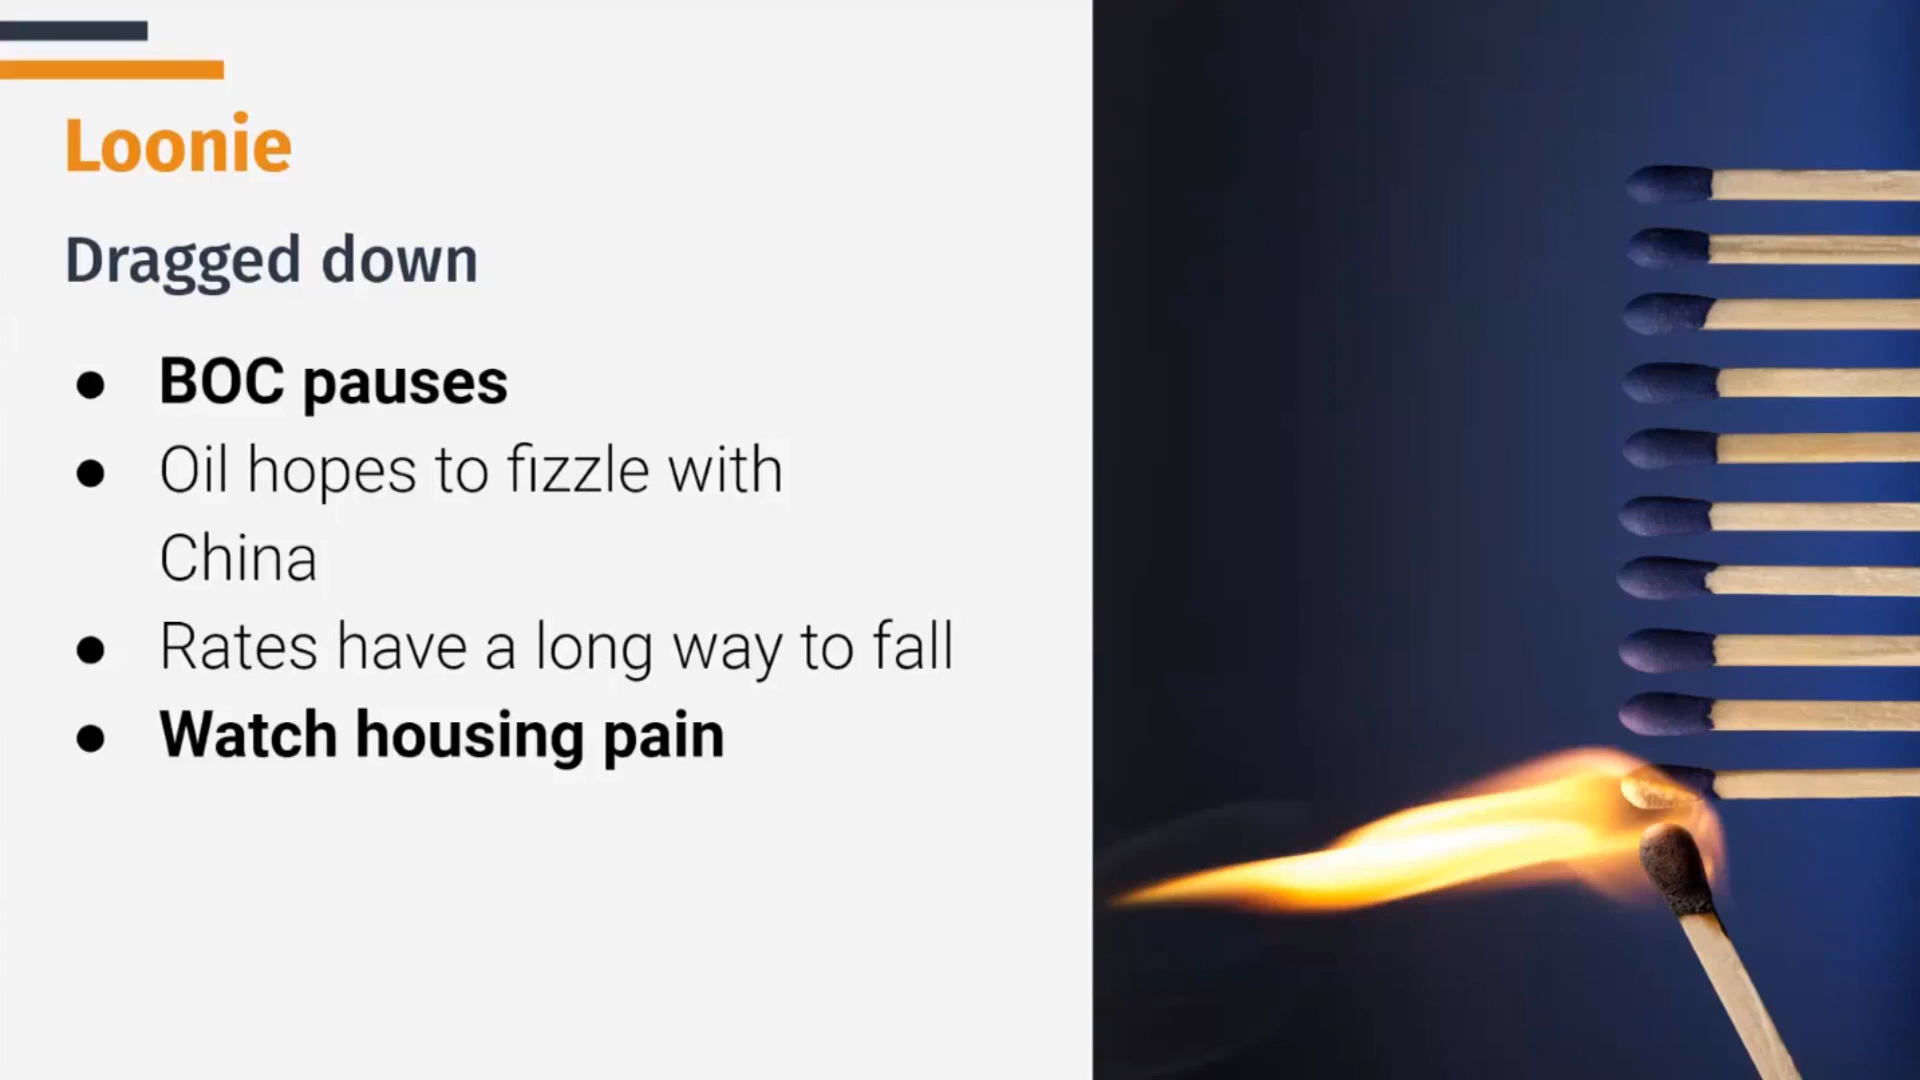 Loonie
Dragged down
● BOC pauses
● Oil hopes to fizzle with
China
● Rates have a long way to fall
● Watch housing pain